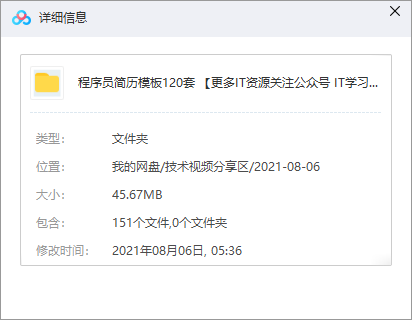 详细信息
程序员简历模板120套 【更多IT资源关注公众号 IT学习...
类型： 文件夹
位置： 我的网盘/技术视频分享区/2021-08-06
大小： 45.67MB
包含： 151个文件,0个文件夹
修改时间： 2021年08月06日, 05:36